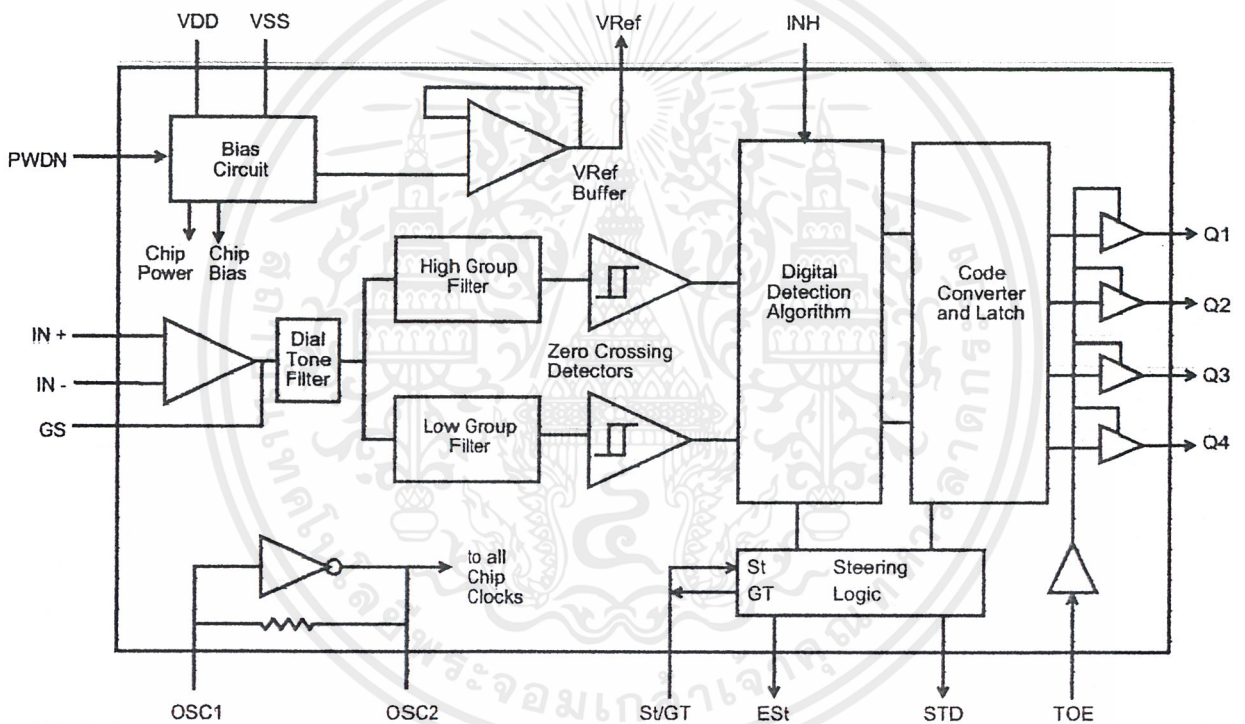 VDD
VSS
VRef
INH
PWDN
Bias
Circuit
VRef
Buffer
Chip
Power
Chip
Bias
High Group
Filter
Digital
Detection
Algorithm
Code
Converter
and Latch
Q1
Q2
Q3
Q4
IN +
IN -
GS
Dial
Tone
Filter
Zero Crossing
Detectors
Low Group
Filter
to all
Chip
Clocks
St
GT
Steering
Logic
OSC1
OSC2
St/GT
ESt
STD
TOE